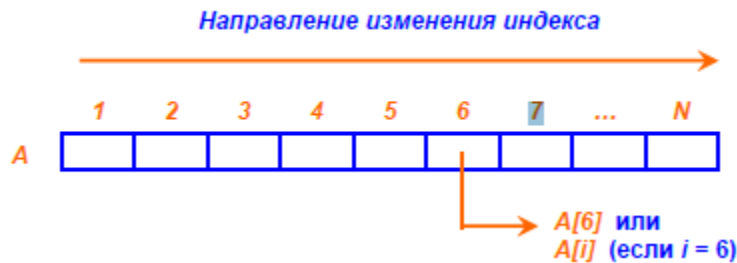 Направление изменения индекса
1 2 3 4 5 6 7 ... N
A
A[6] или
A[i] (если i = 6)